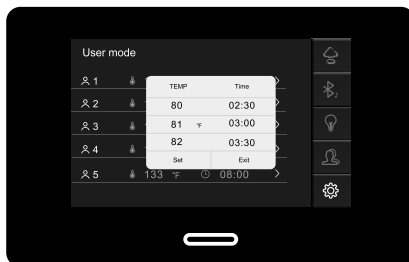 User mode
1
2
3
4
5 133 °F 08:00
TEMP Time
80 02:30
81 °F 03:00
82 03:30
Set Exit